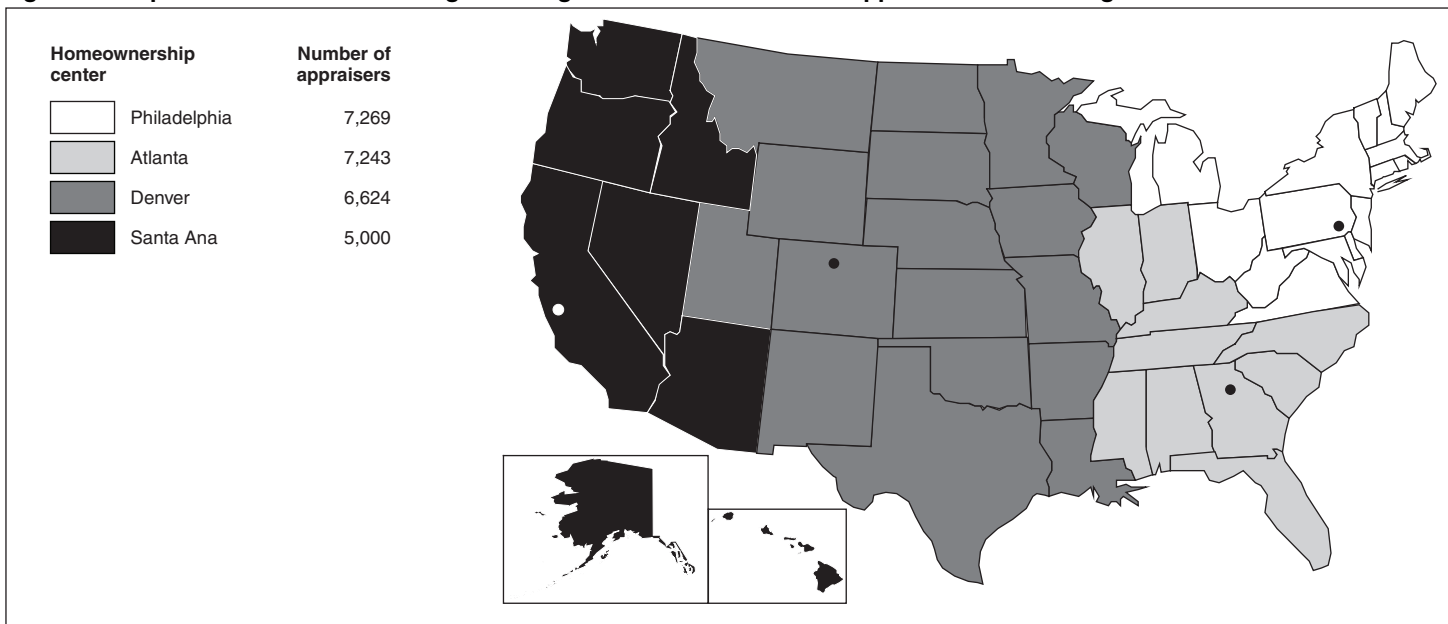 Homeownership center Number of appraisers
Philadelphia 7,269
Atlanta 7,243
Denver 6,624
Santa Ana 5,000